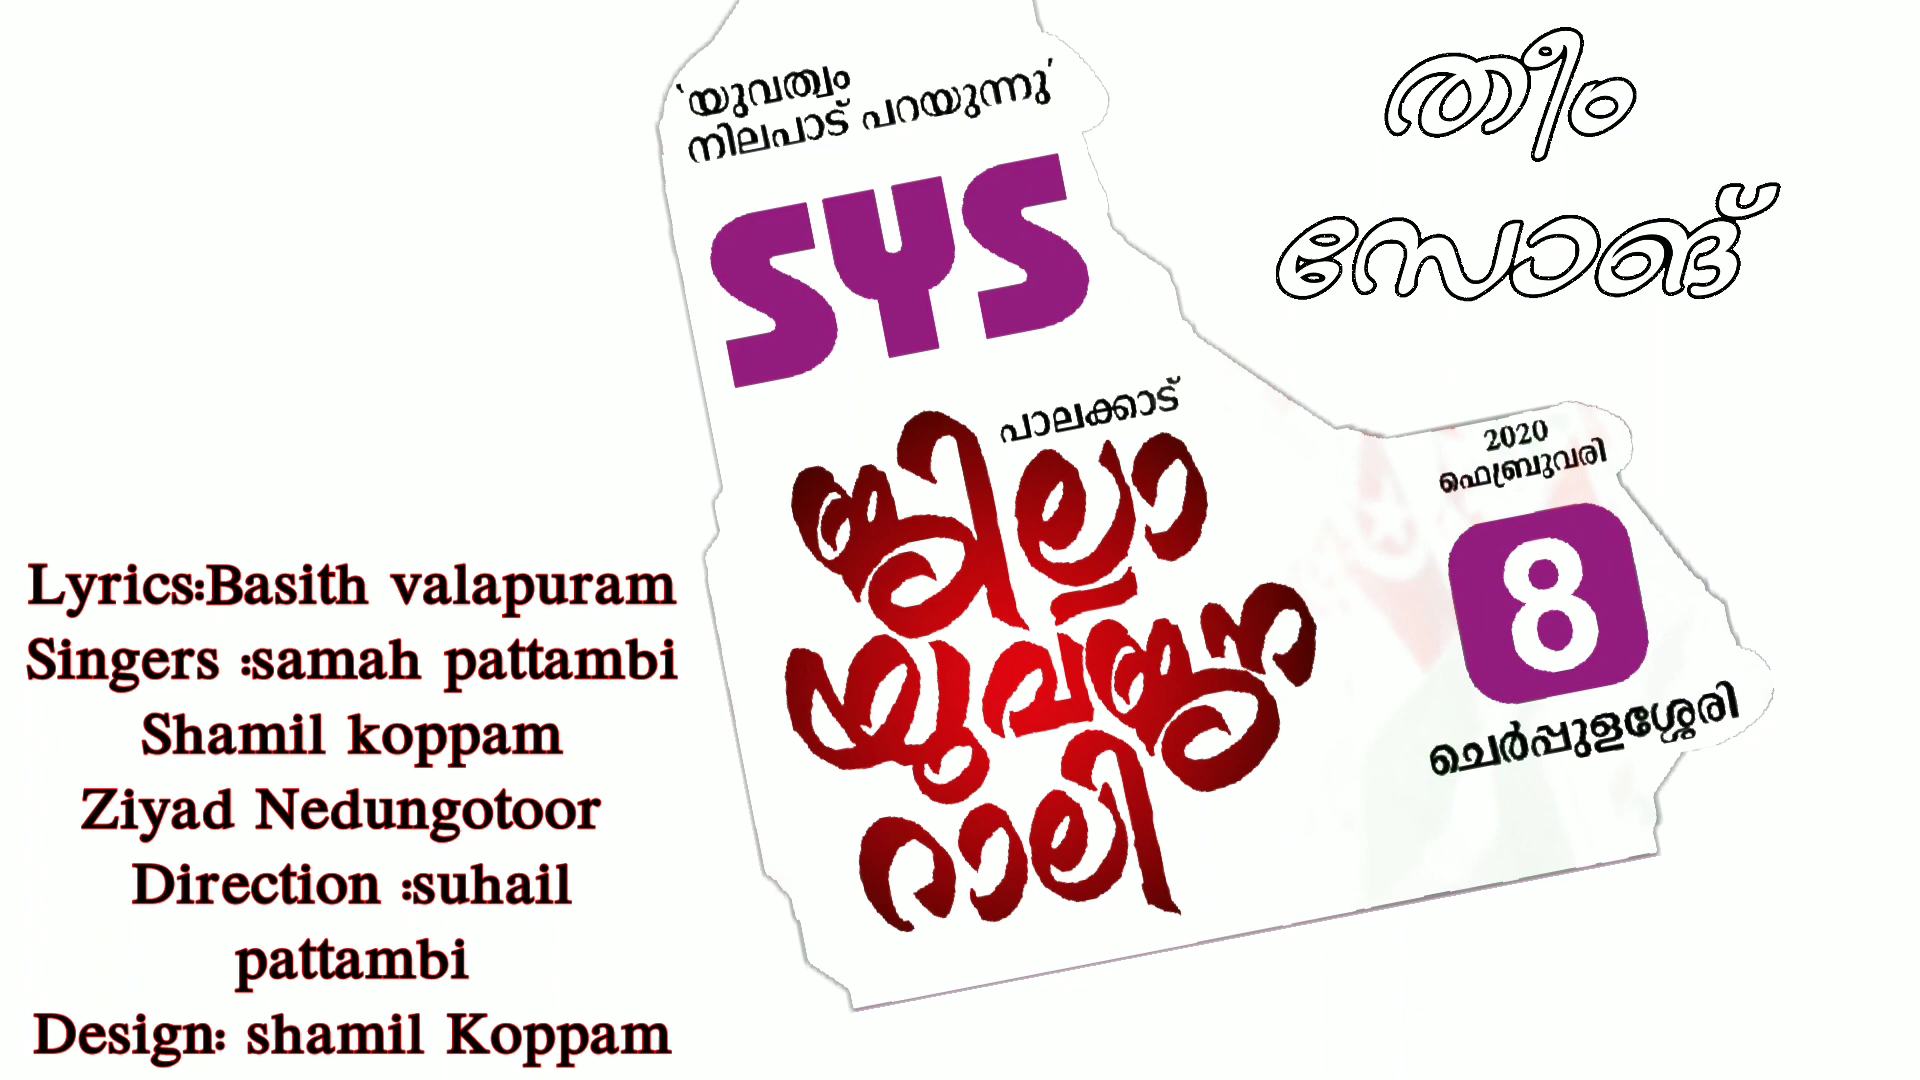 'യുവത്വം
നിലപാട് പറയുന്നു'
SYS
പാലക്കാട്
ജില്ലാ
യുവജന
റാലി
തീം
സോങ്
2020
ഫെബ്രുവരി
8
ചെർപ്പുളശ്ശേരി
Lyrics:Basith valapuram
Singers :samah pattambi
Shamil koppam
Ziyad Nedungotoor
Direction :suhail
pattambi
Design: shamil Koppam